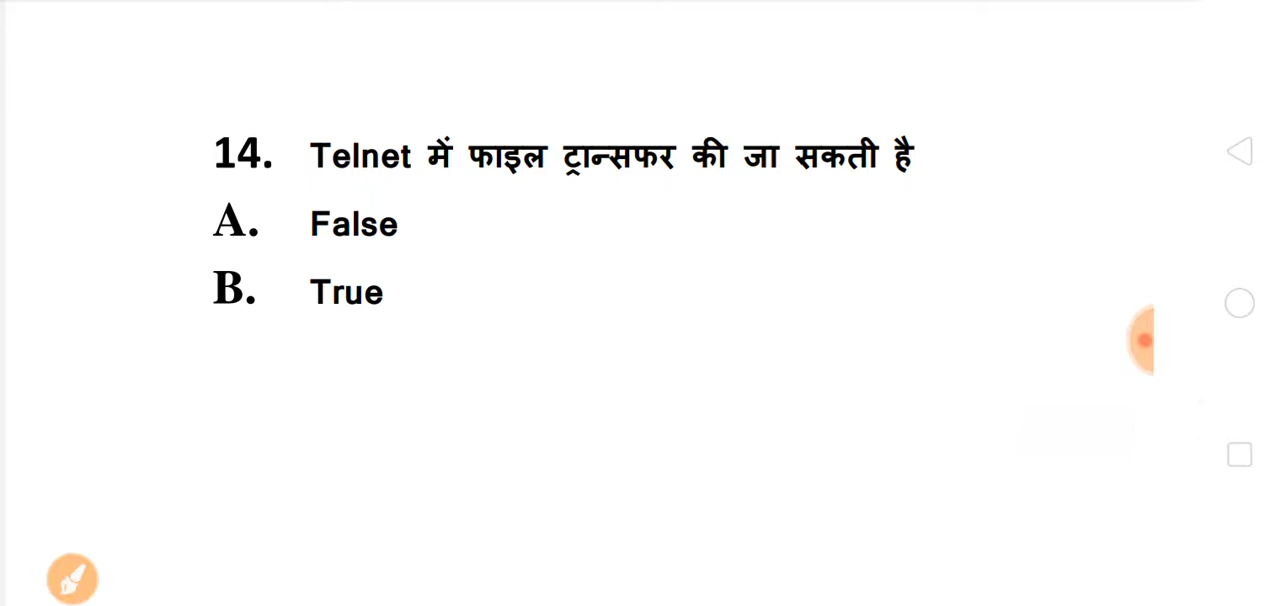 14. Telnet में फाइल ट्रान्सफर की जा सकती है
A. False
B. True